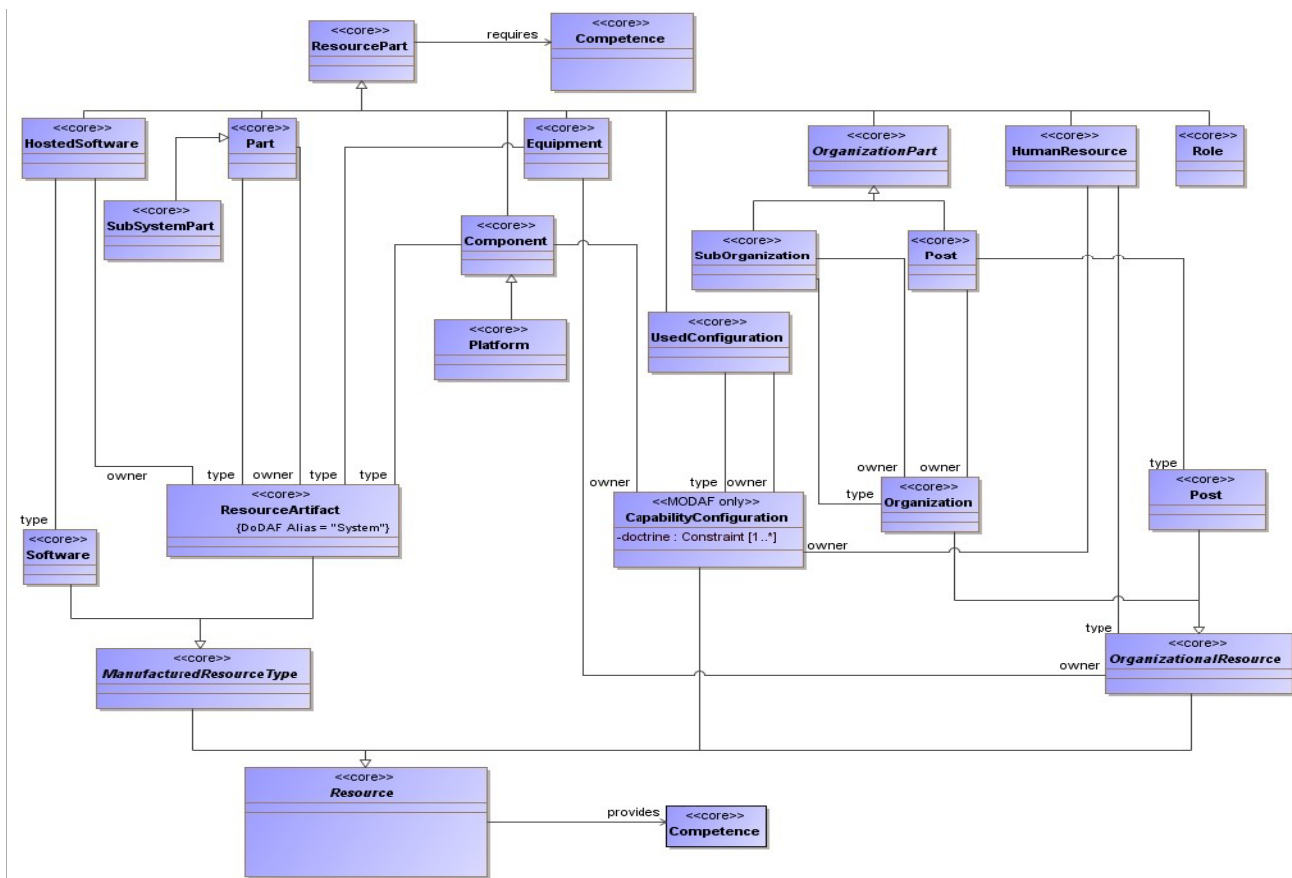 <<core>>
ResourcePart
requires
<<core>>
Competence
<<core>>
HostedSoftware
<<core>>
Part
<<core>>
Equipment
<<core>>
OrganizationPart
<<core>>
HumanResource
<<core>>
Role
<<core>>
SubSystemPart
<<core>>
Component
<<core>>
SubOrganization
<<core>>
Post
<<core>>
Platform
<<core>>
UsedConfiguration
owner
type
owner
type
type
owner
type
owner
owner
owner
type
type
type
<<core>>
ResourceArtifact
{DoDAF Alias = "System"}
<<MODAF only>>
CapabilityConfiguration
-doctrine : Constraint [1..*]
<<core>>
Organization
<<core>>
Post
<<core>>
Software
owner
type
owner
<<core>>
ManufacturedResourceType
<<core>>
OrganizationalResource
<<core>>
Resource
provides
<<core>>
Competence